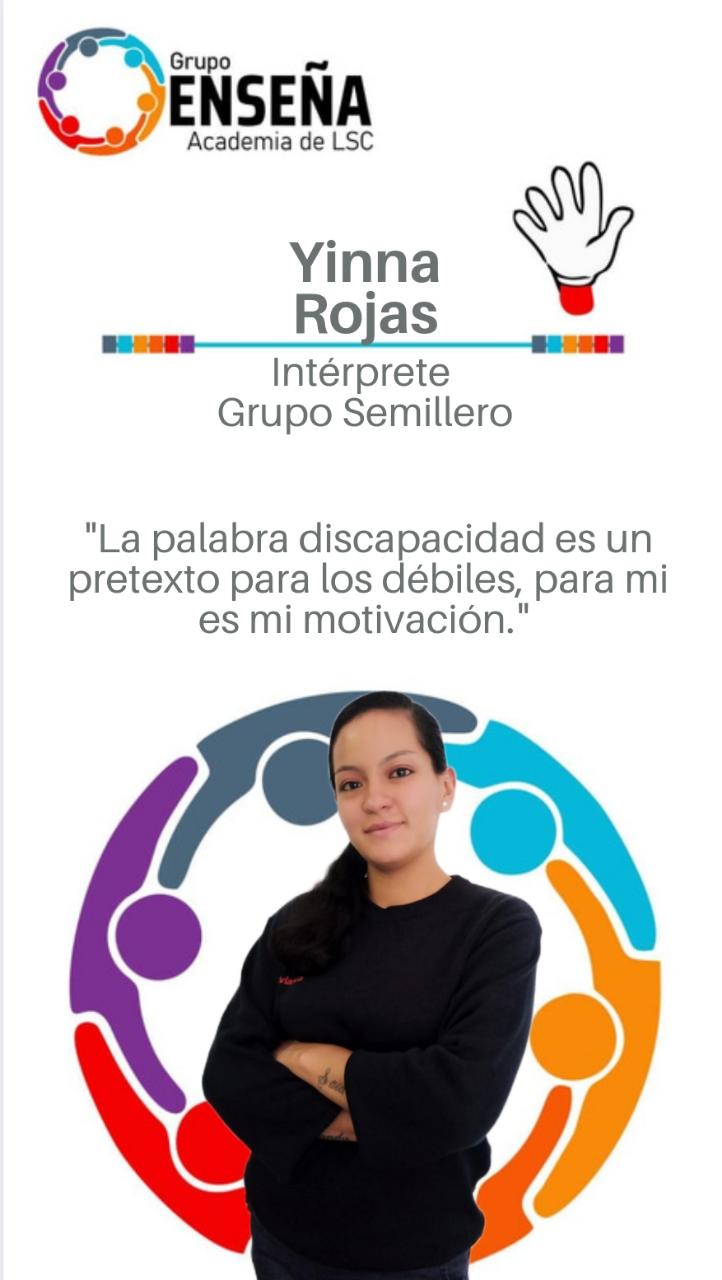 Grupo
ENSEÑA
Academia de LSC
Yinna
Rojas
Intérprete
Grupo Semillero
"La palabra discapacidad es un
pretexto para los débiles, para mi
es mi motivación."